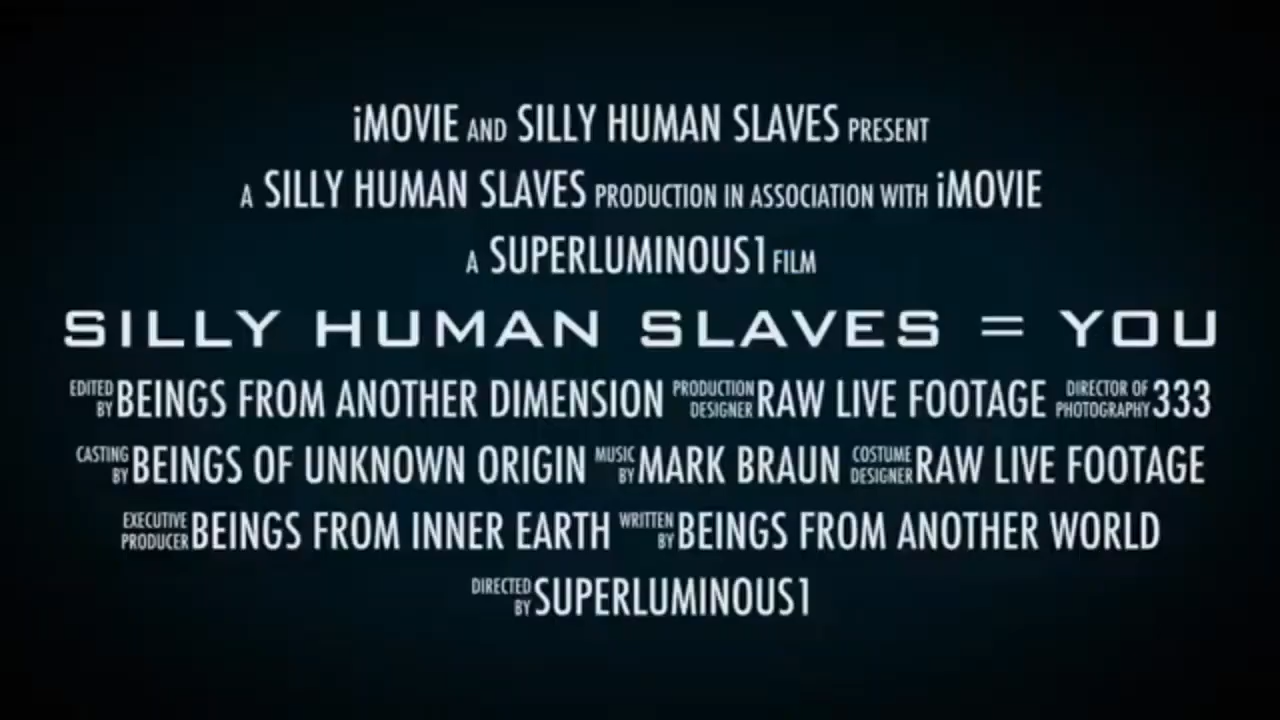 iMOVIE AND SILLY HUMAN SLAVES PRESENT
A SILLY HUMAN SLAVES PRODUCTION IN ASSOCIATION WITH iMOVIE
A SUPERLUMINOUS1 FILM
SILLY HUMAN SLAVES = YOU
EDITED BY BEINGS FROM ANOTHER DIMENSION PRODUCTION DESIGNER RAW LIVE FOOTAGE DIRECTOR OF PHOTOGRAPHY 333
CASTING BY BEINGS OF UNKNOWN ORIGIN MUSIC BY MARK BRAUN COSTUME DESIGNER RAW LIVE FOOTAGE
EXECUTIVE PRODUCER BEINGS FROM INNER EARTH WRITTEN BY BEINGS FROM ANOTHER WORLD
DIRECTED BY SUPERLUMINOUS1